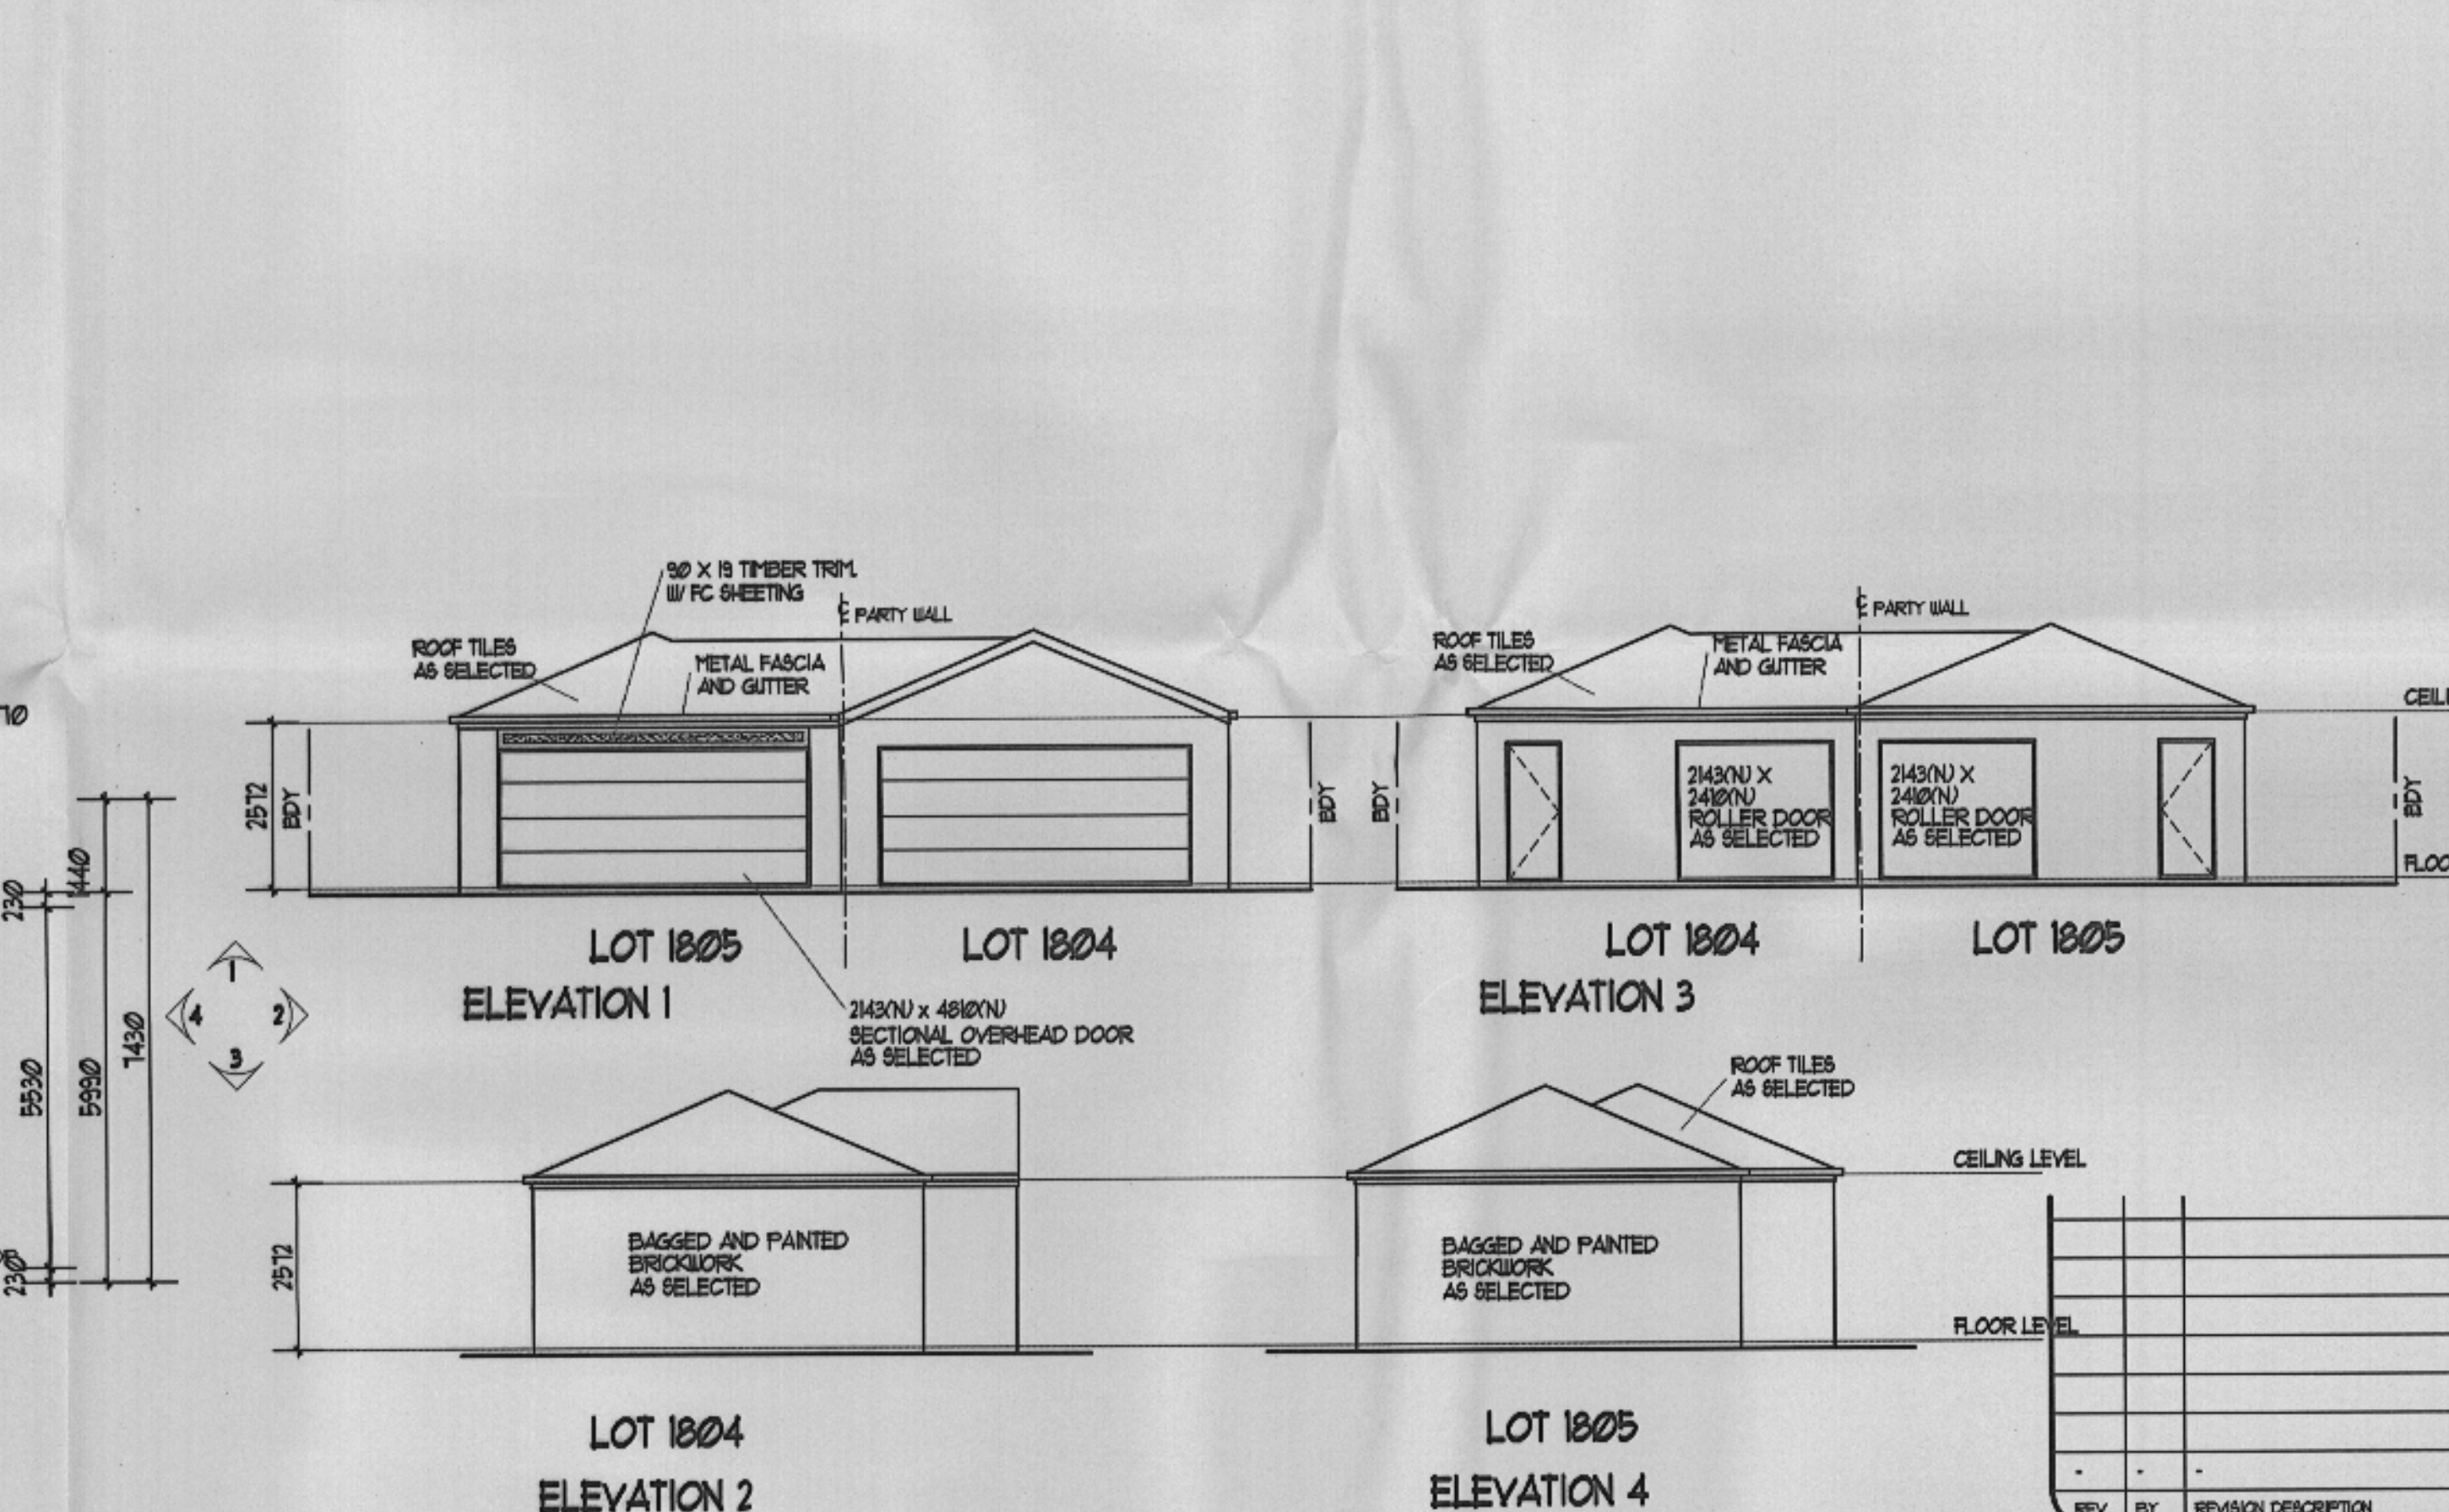 90 X 19 TIMBER TRIM.
W/ FC SHEETING
℄ PARTY WALL
ROOF TILES
AS SELECTED
METAL FASCIA
AND GUTTER
2572
BDY
BDY
LOT 1805
LOT 1804
ELEVATION 1
2143(N) x 4810(N)
SECTIONAL OVERHEAD DOOR
AS SELECTED
℄ PARTY WALL
ROOF TILES
AS SELECTED
METAL FASCIA
AND GUTTER
BDY
2143(N) X
2410(N)
ROLLER DOOR
AS SELECTED
2143(N) X
2410(N)
ROLLER DOOR
AS SELECTED
BDY
LOT 1804
LOT 1805
ELEVATION 3
230
5530
230
5990
1
2
3
4
2572
BAGGED AND PAINTED
BRICKWORK
AS SELECTED
LOT 1804
ELEVATION 2
ROOF TILES
AS SELECTED
CEILING LEVEL
BAGGED AND PAINTED
BRICKWORK
AS SELECTED
FLOOR LEVEL
LOT 1805
ELEVATION 4
- - -
REV BY REVISION DESCRIPTION